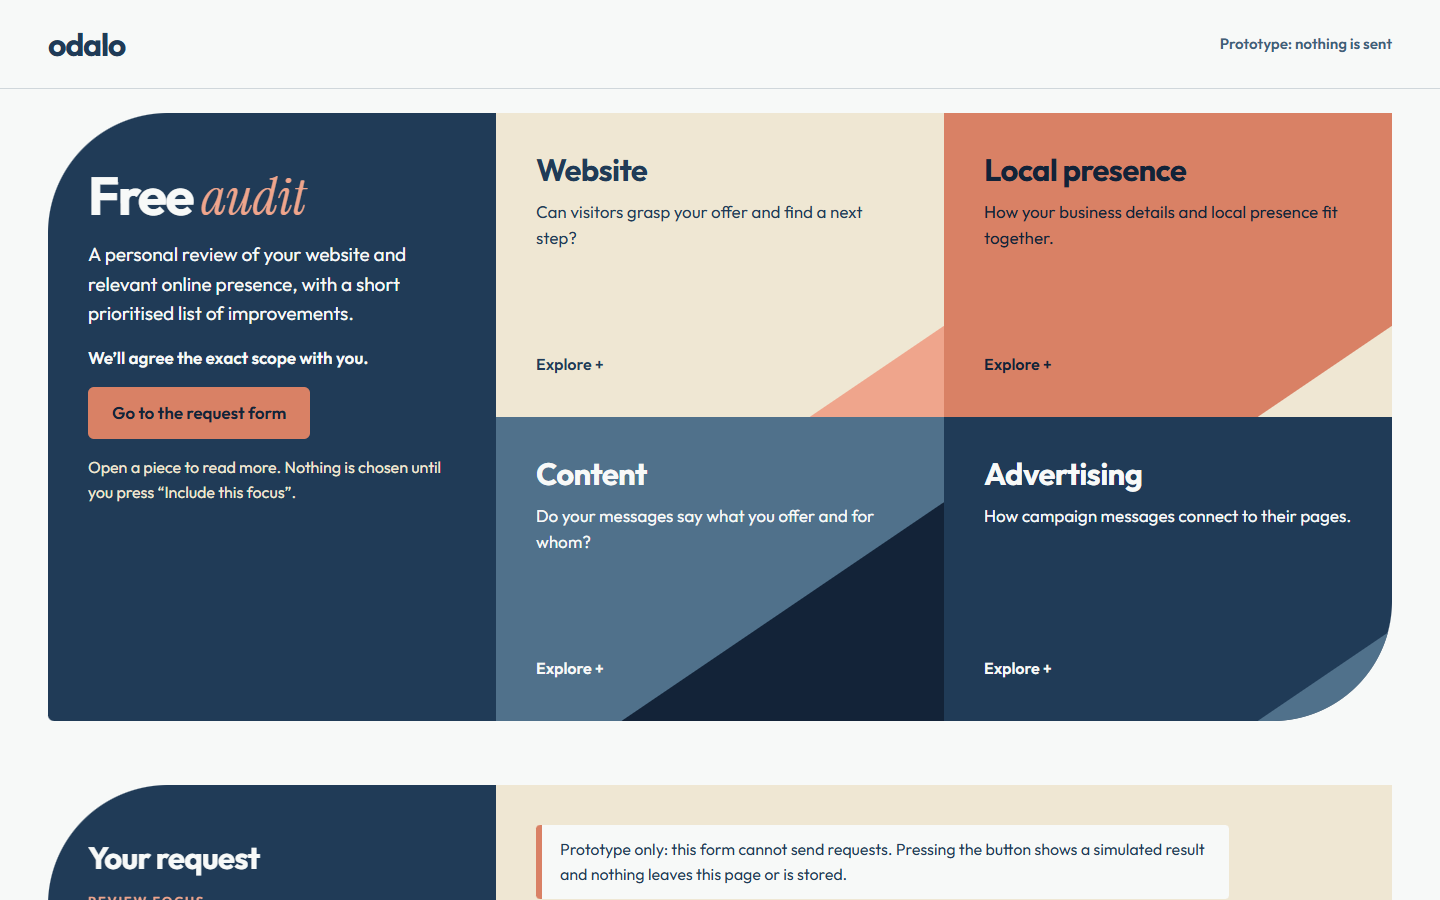 odalo
Prototype: nothing is sent
Free audit
A personal review of your website and
relevant online presence, with a short
prioritised list of improvements.
We’ll agree the exact scope with you.
Go to the request form
Open a piece to read more. Nothing is chosen until
you press “Include this focus”.
Website
Can visitors grasp your offer and find a next
step?
Explore +
Local presence
How your business details and local presence fit
together.
Explore +
Content
Do your messages say what you offer and for
whom?
Explore +
Advertising
How campaign messages connect to their pages.
Explore +
Your request
REVIEW FOCUS
Prototype only: this form cannot send requests. Pressing the button shows a simulated result
and nothing leaves this page or is stored.